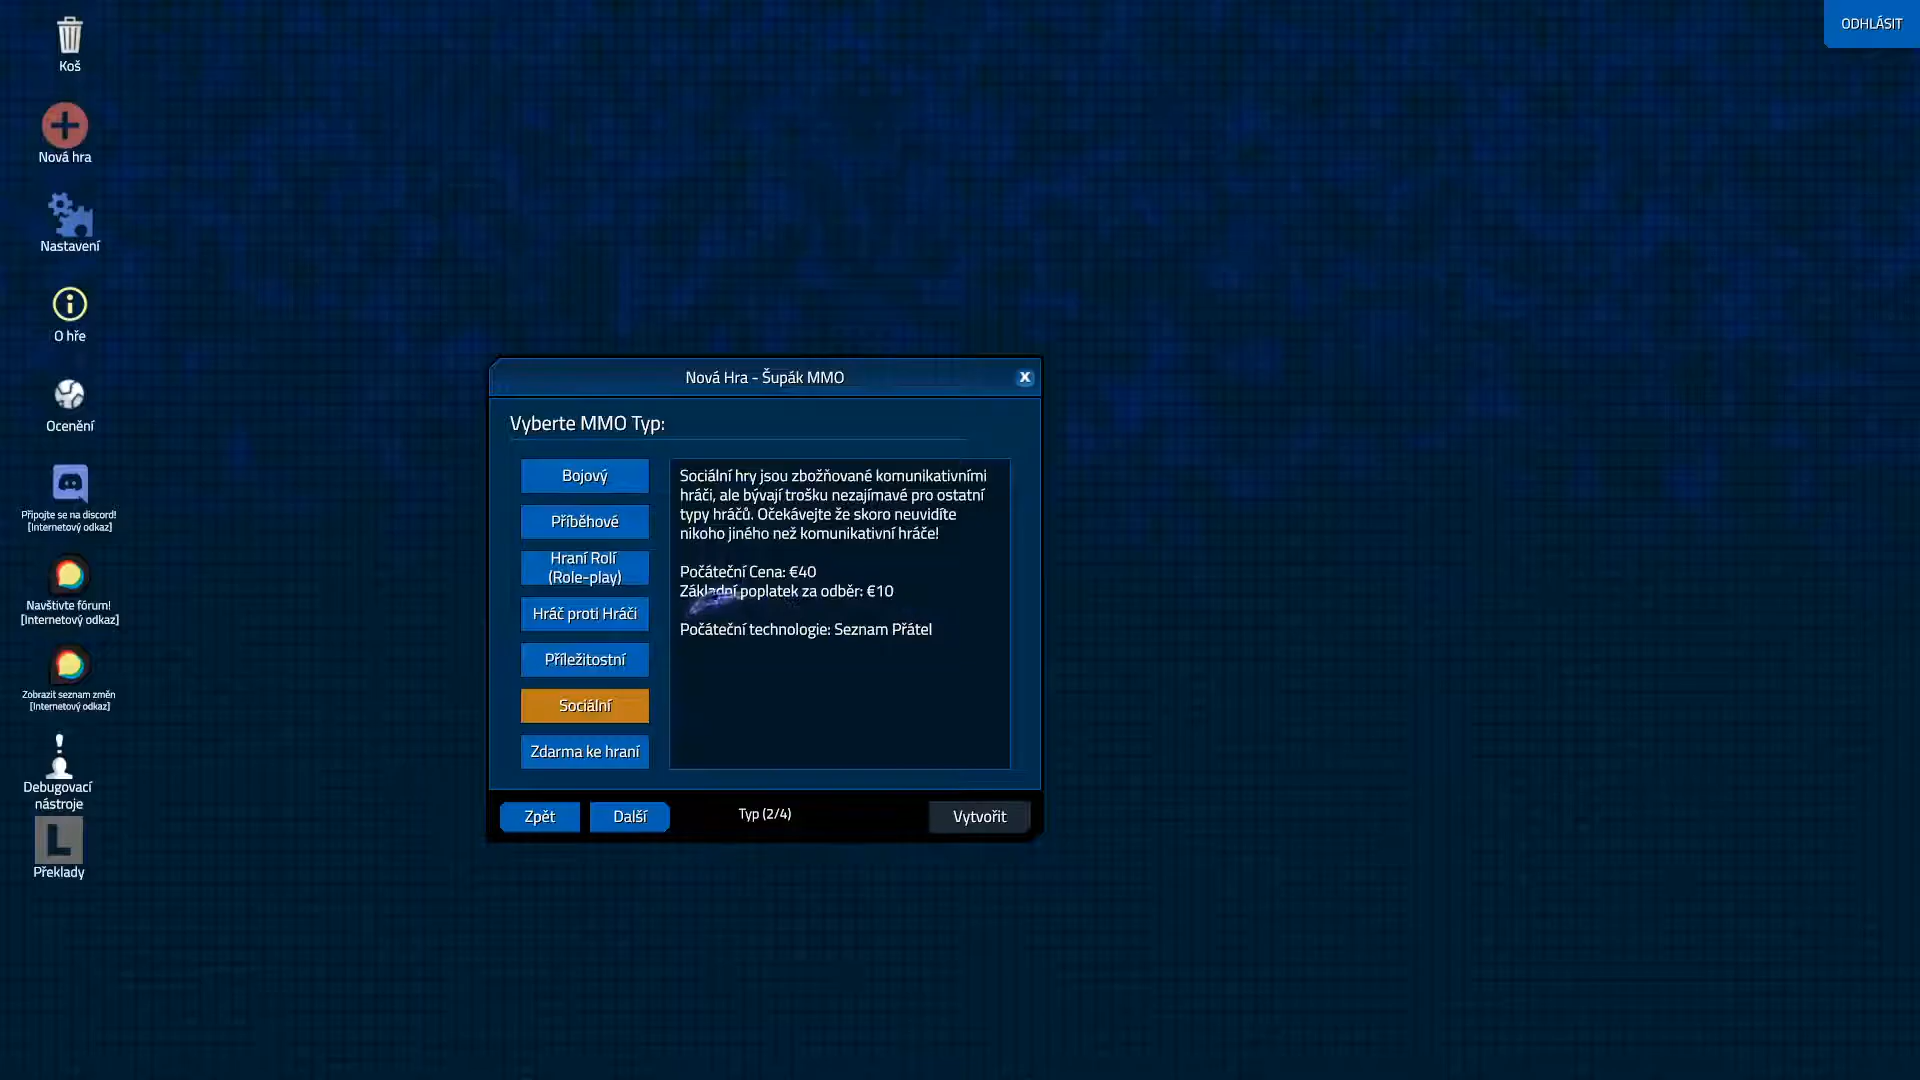 Koš
Nová hra
Nastavení
O hře
Ocenění
Připojte se na discord!
[Internetový odkaz]
Navštivte fórum!
[Internetový odkaz]
Zobrazit seznam změn
[Internetový odkaz]
Debugovací
nástroje
L
Překlady
ODHLÁSIT
Nová Hra - Šupák MMO
X
Vyberte MMO Typ:
Bojový
Příběhové
Hraní Rolí
(Role-play)
Hráč proti Hráči
Příležitostní
Sociální
Zdarma ke hraní
Sociální hry jsou zbožňované komunikativními
hráči, ale bývají trošku nezajímavé pro ostatní
typy hráčů. Očekávejte že skoro neuvidíte
nikoho jiného než komunikativní hráče!
Počáteční Cena: €40
Základní poplatek za odběr: €10
Počáteční technologie: Seznam Přátel
Zpět
Další
Typ (2/4)
Vytvořit